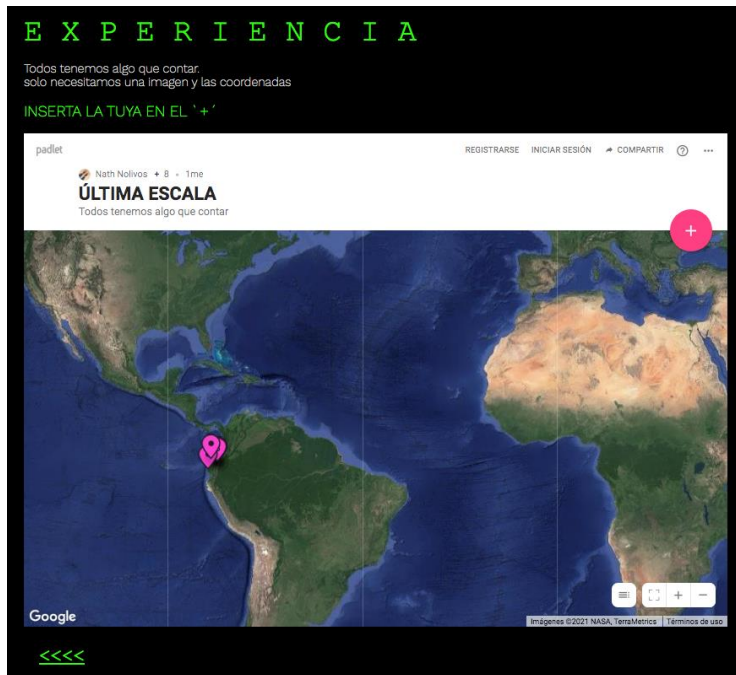 E X P E R I E N C I A
Todos tenemos algo que contar.
solo necesitamos una imagen y las coordenadas
INSERTA LA TUYA EN EL `+´
padlet
REGISTRARSE INICIAR SESIÓN COMPARTIR ? ...
Nath Nolivos + 8 • 1me
ÚLTIMA ESCALA
Todos tenemos algo que contar
+
+ −
Google
Imágenes ©2021 NASA, TerraMetrics Términos de uso
<<<<